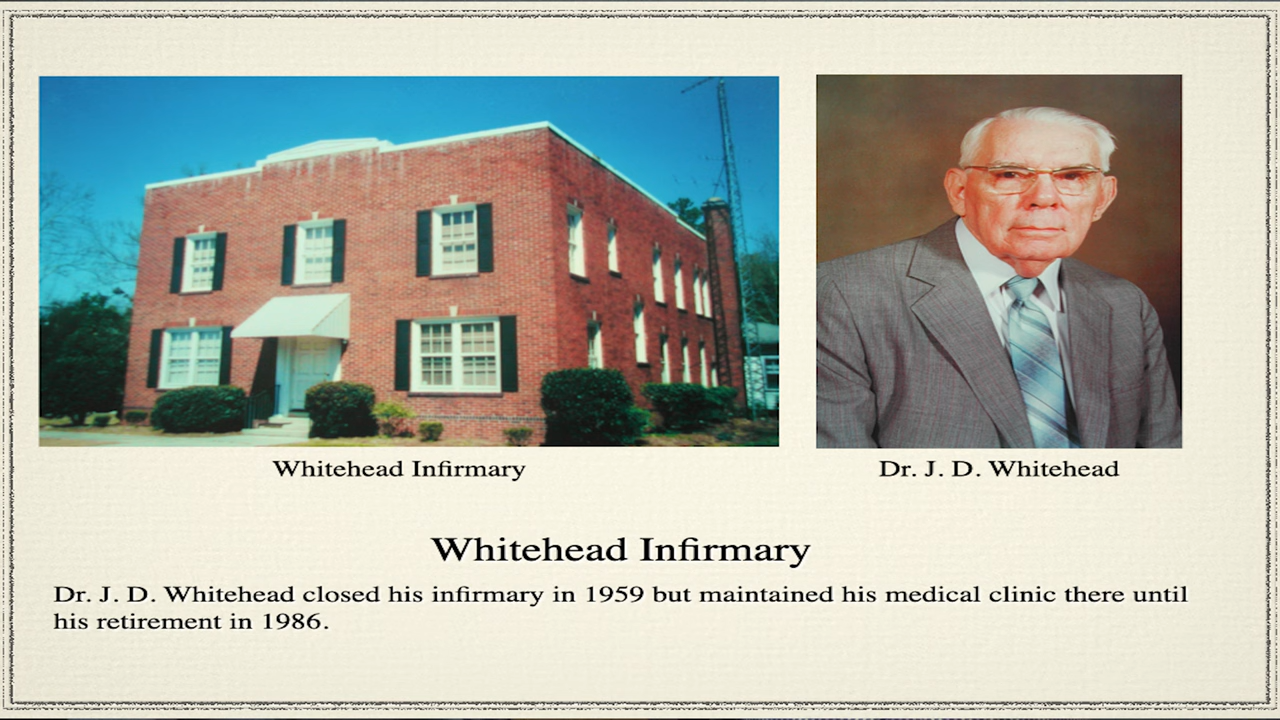 Whitehead Infirmary
Dr. J. D. Whitehead
Whitehead Infirmary
Dr. J. D. Whitehead closed his infirmary in 1959 but maintained his medical clinic there until
his retirement in 1986.